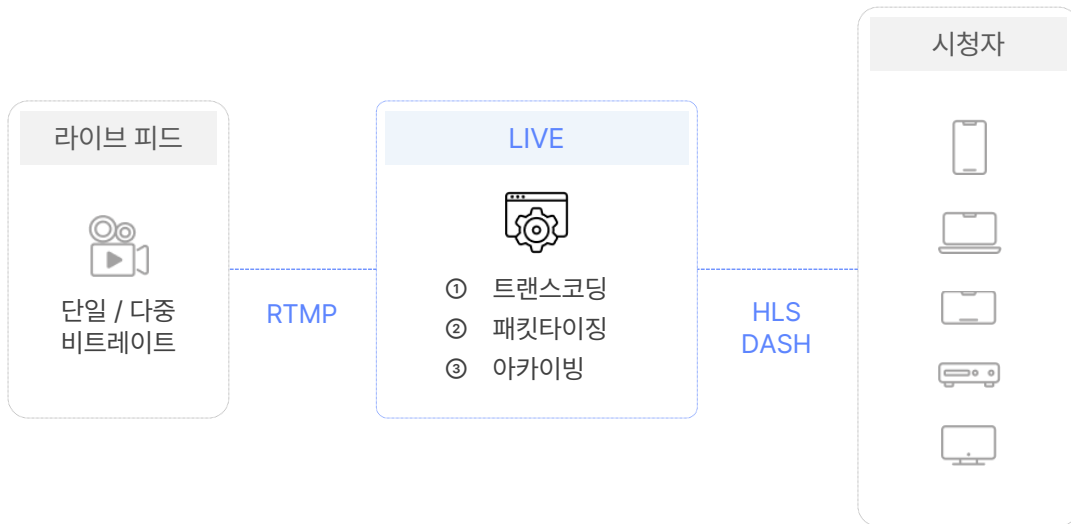 라이브 피드
단일 / 다중
비트레이트
RTMP
LIVE
① 트랜스코딩
② 패킷타이징
③ 아카이빙
HLS
DASH
시청자